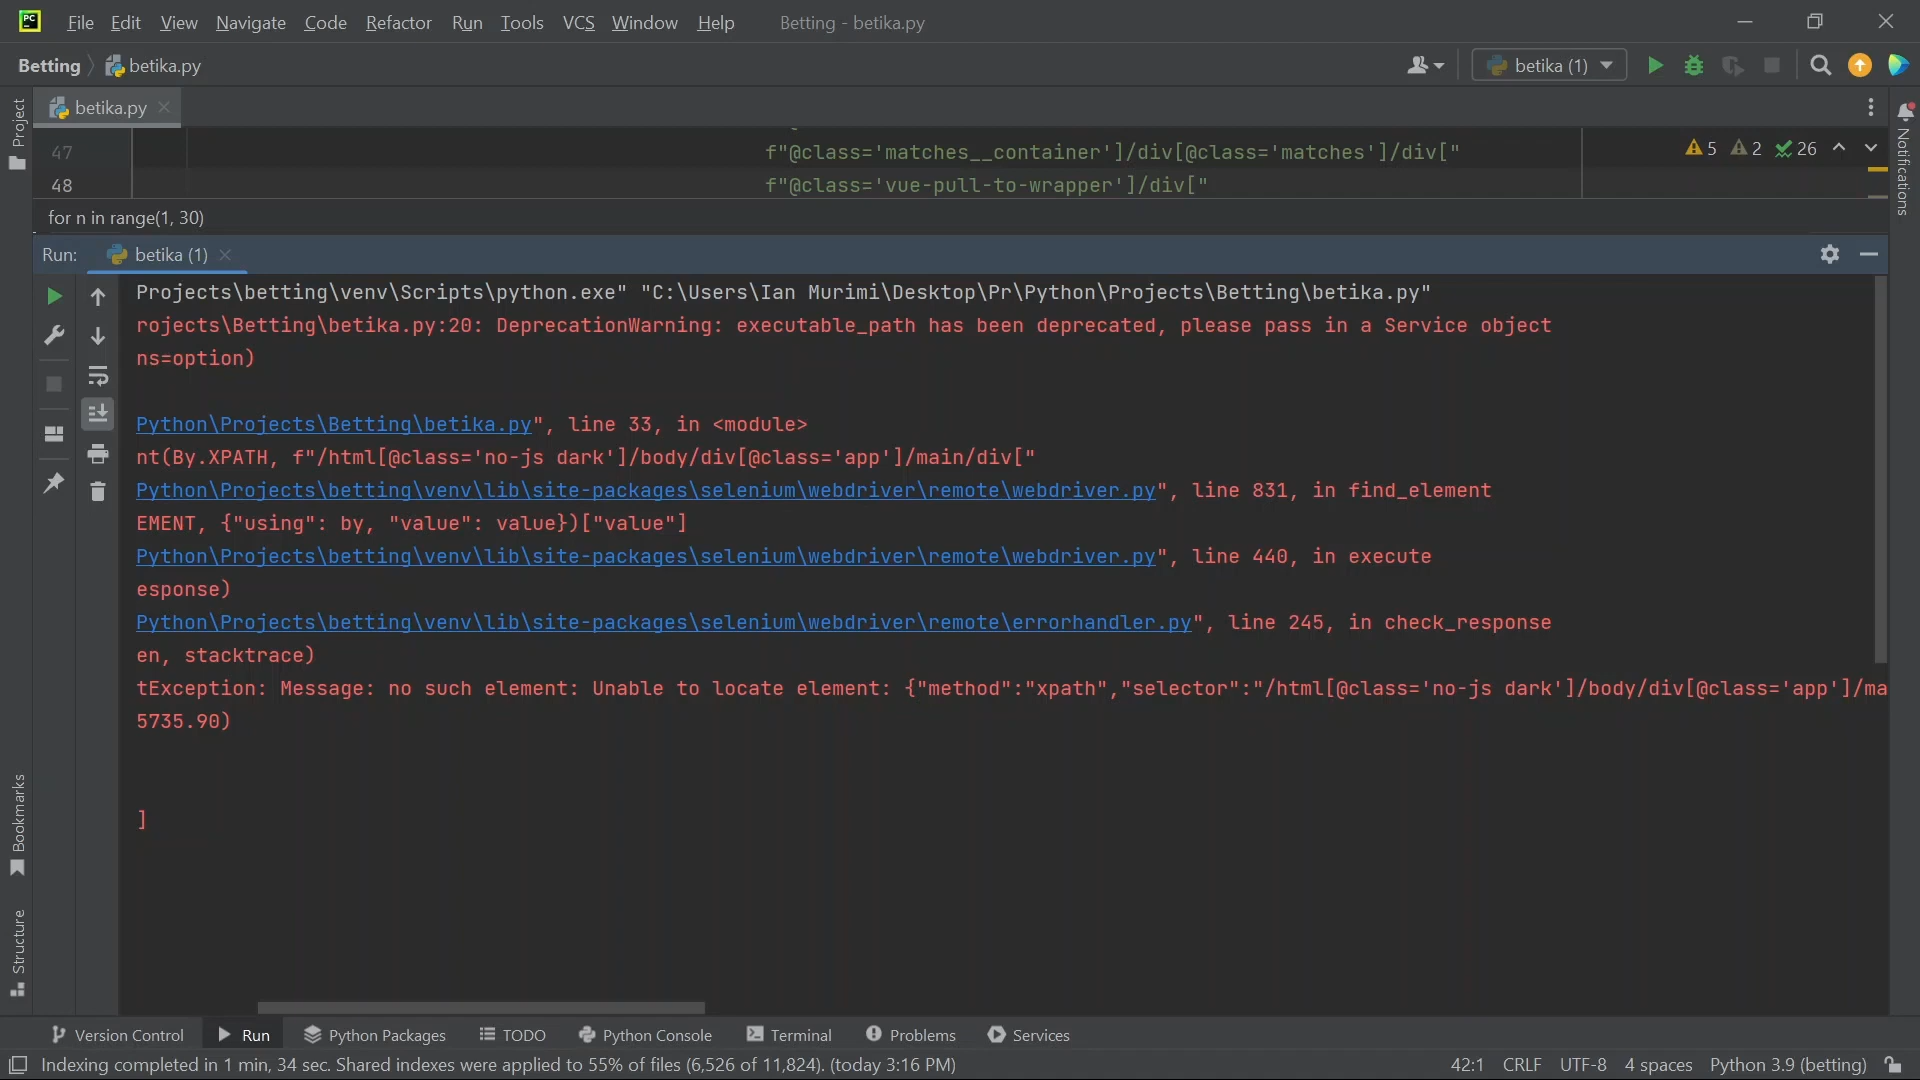 PC File Edit View Navigate Code Refactor Run Tools VCS Window Help Betting - betika.py
Betting betika.py betika (1)
Project betika.py
47 f"@class='matches__container']/div[@class='matches']/div[" 5 2 26
48 f"@class='vue-pull-to-wrapper']/div["
Notifications
for n in range(1, 30)
Run: betika (1)
Projects\betting\venv\Scripts\python.exe" "C:\Users\Ian Murimi\Desktop\Pr\Python\Projects\Betting\betika.py"
rojects\Betting\betika.py:20: DeprecationWarning: executable_path has been deprecated, please pass in a Service object
ns=option)
Python\Projects\Betting\betika.py", line 33, in <module>
nt(By.XPATH, f"/html[@class='no-js dark']/body/div[@class='app']/main/div["
Python\Projects\betting\venv\lib\site-packages\selenium\webdriver\remote\webdriver.py", line 831, in find_element
EMENT, {"using": by, "value": value})["value"]
Python\Projects\betting\venv\lib\site-packages\selenium\webdriver\remote\webdriver.py", line 440, in execute
esponse)
Python\Projects\betting\venv\lib\site-packages\selenium\webdriver\remote\errorhandler.py", line 245, in check_response
en, stacktrace)
tException: Message: no such element: Unable to locate element: {"method":"xpath","selector":"/html[@class='no-js dark']/body/div[@class='app']/ma
5735.90)
]
Bookmarks
Structure
Version Control Run Python Packages TODO Python Console Terminal Problems Services
Indexing completed in 1 min, 34 sec. Shared indexes were applied to 55% of files (6,526 of 11,824). (today 3:16 PM) 42:1 CRLF UTF-8 4 spaces Python 3.9 (betting)